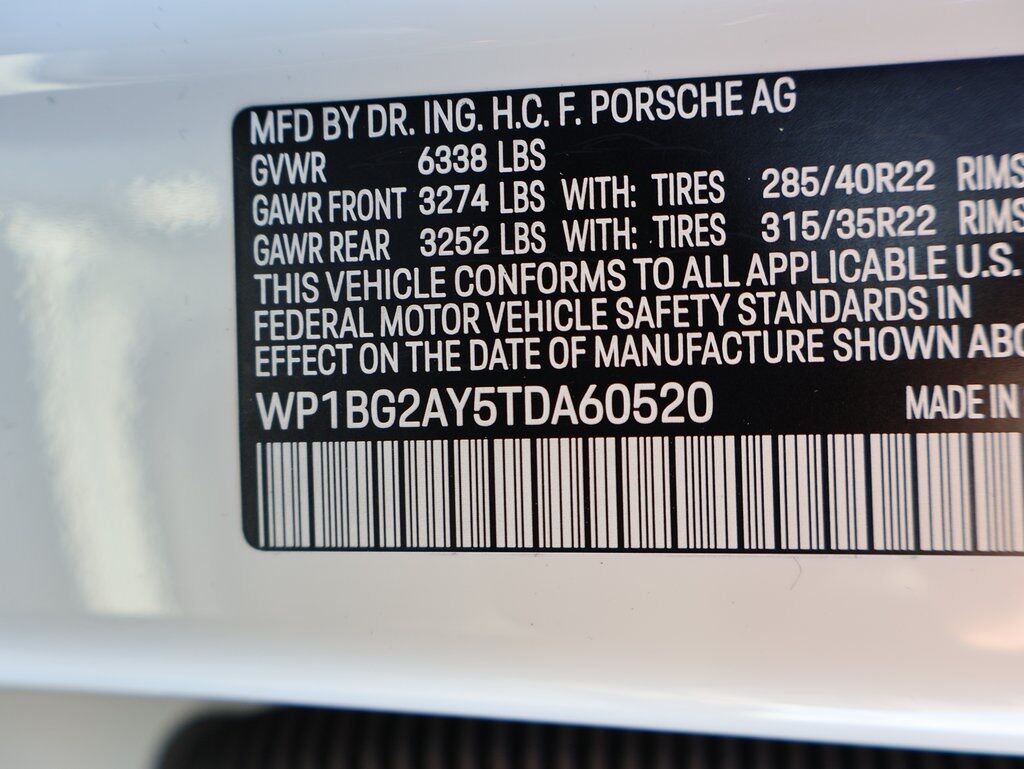 MFD BY DR. ING. H.C. F. PORSCHE AG
GVWR 6338 LBS
GAWR FRONT 3274 LBS WITH: TIRES 285/40R22 RIMS
GAWR REAR 3252 LBS WITH: TIRES 315/35R22 RIMS
THIS VEHICLE CONFORMS TO ALL APPLICABLE U.S.
FEDERAL MOTOR VEHICLE SAFETY STANDARDS IN
EFFECT ON THE DATE OF MANUFACTURE SHOWN ABO
WP1BG2AY5TDA60520 MADE IN